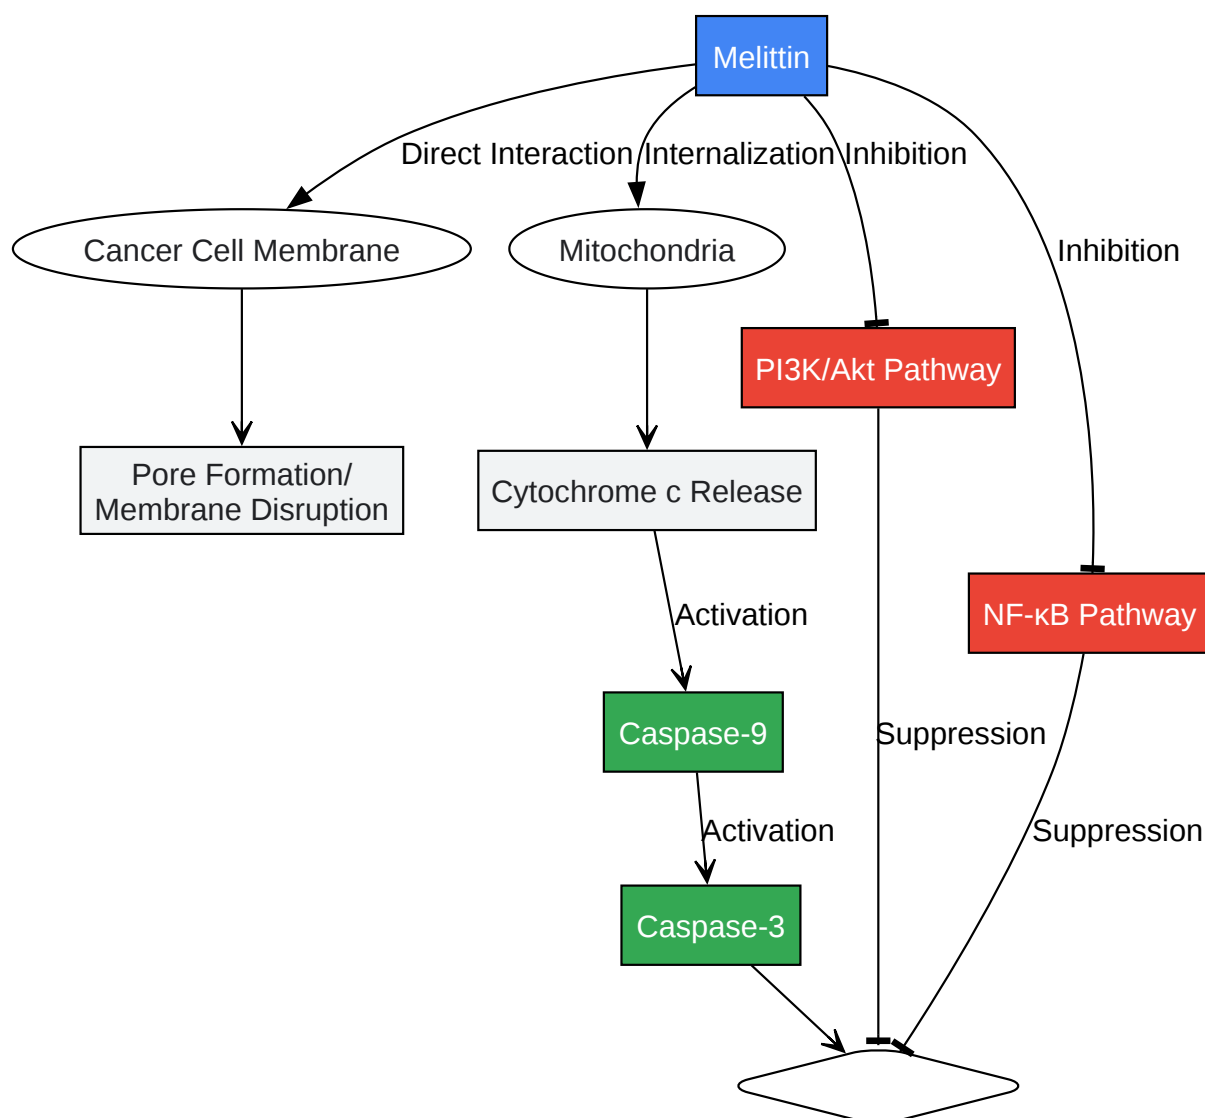 Melittin
Direct Interaction
Internalization
Inhibition
Cancer Cell Membrane
Mitochondria
Inhibition
PI3K/Akt Pathway
Pore Formation/
Membrane Disruption
Cytochrome c Release
Activation
NF-κB Pathway
Caspase-9
Suppression
Activation
Suppression
Caspase-3